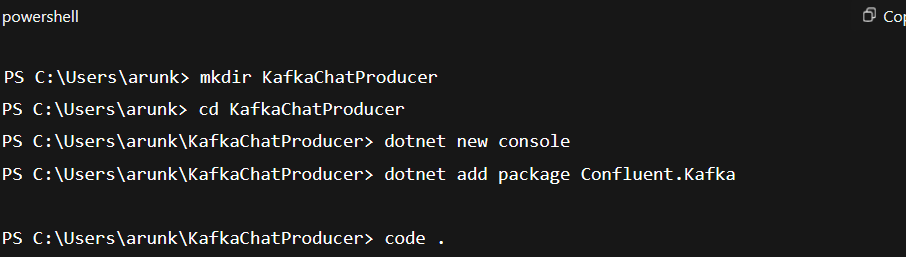 powershell
PS C:\Users\arunk> mkdir KafkaChatProducer
PS C:\Users\arunk> cd KafkaChatProducer
PS C:\Users\arunk\KafkaChatProducer> dotnet new console
PS C:\Users\arunk\KafkaChatProducer> dotnet add package Confluent.Kafka
PS C:\Users\arunk\KafkaChatProducer> code .